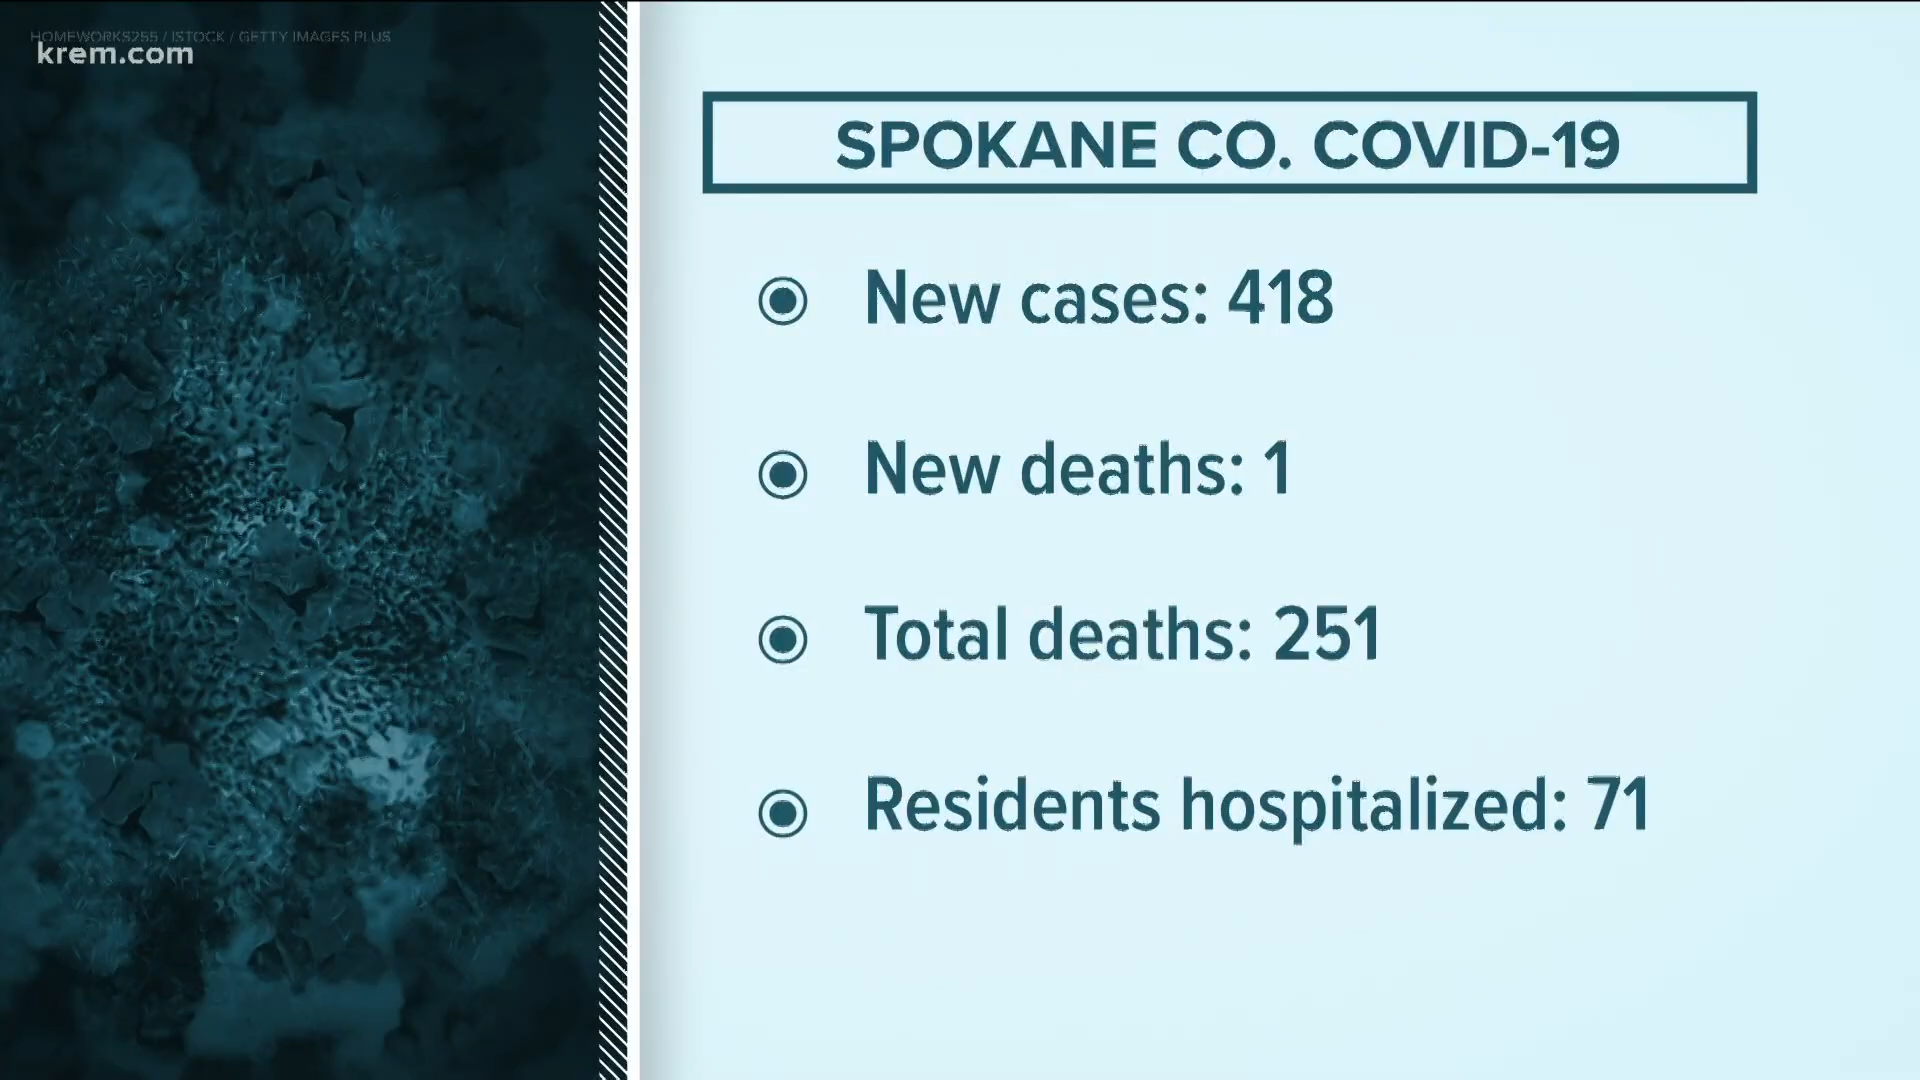 HOMEWORKS255 / ISTOCK / GETTY IMAGES PLUS
krem.com
SPOKANE CO. COVID-19
New cases: 418
New deaths: 1
Total deaths: 251
Residents hospitalized: 71